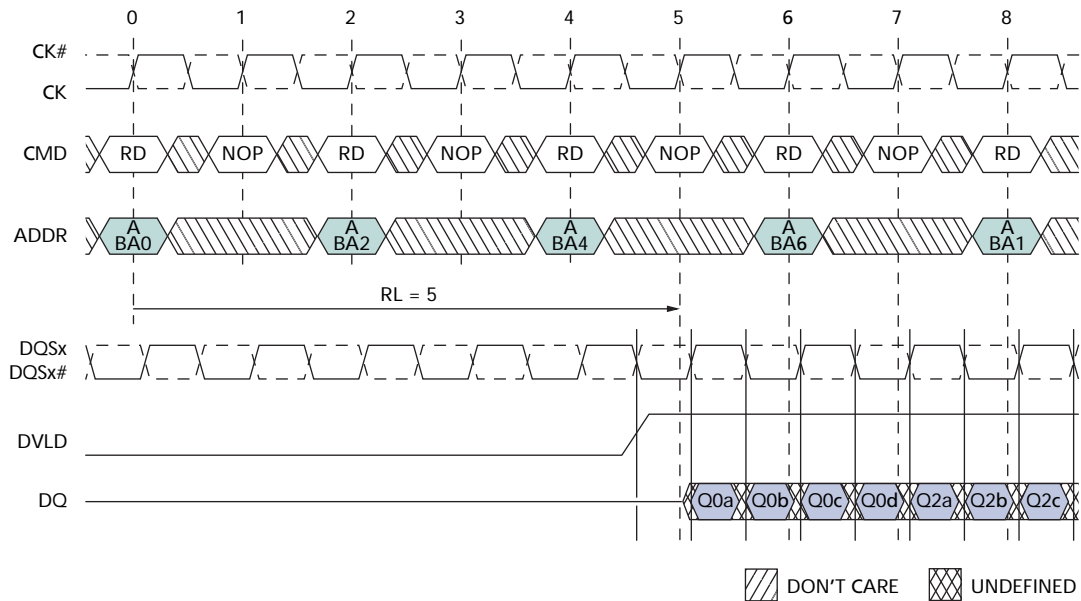 0 1 2 3 4 5 6 7 8
CK#
CK
CMD RD NOP RD NOP RD NOP RD NOP RD
ADDR A BA0 A BA2 A BA4 A BA6 A BA1
RL = 5
DQSx
DQSx#
DVLD
DQ Q0a Q0b Q0c Q0d Q2a Q2b Q2c
DON'T CARE UNDEFINED